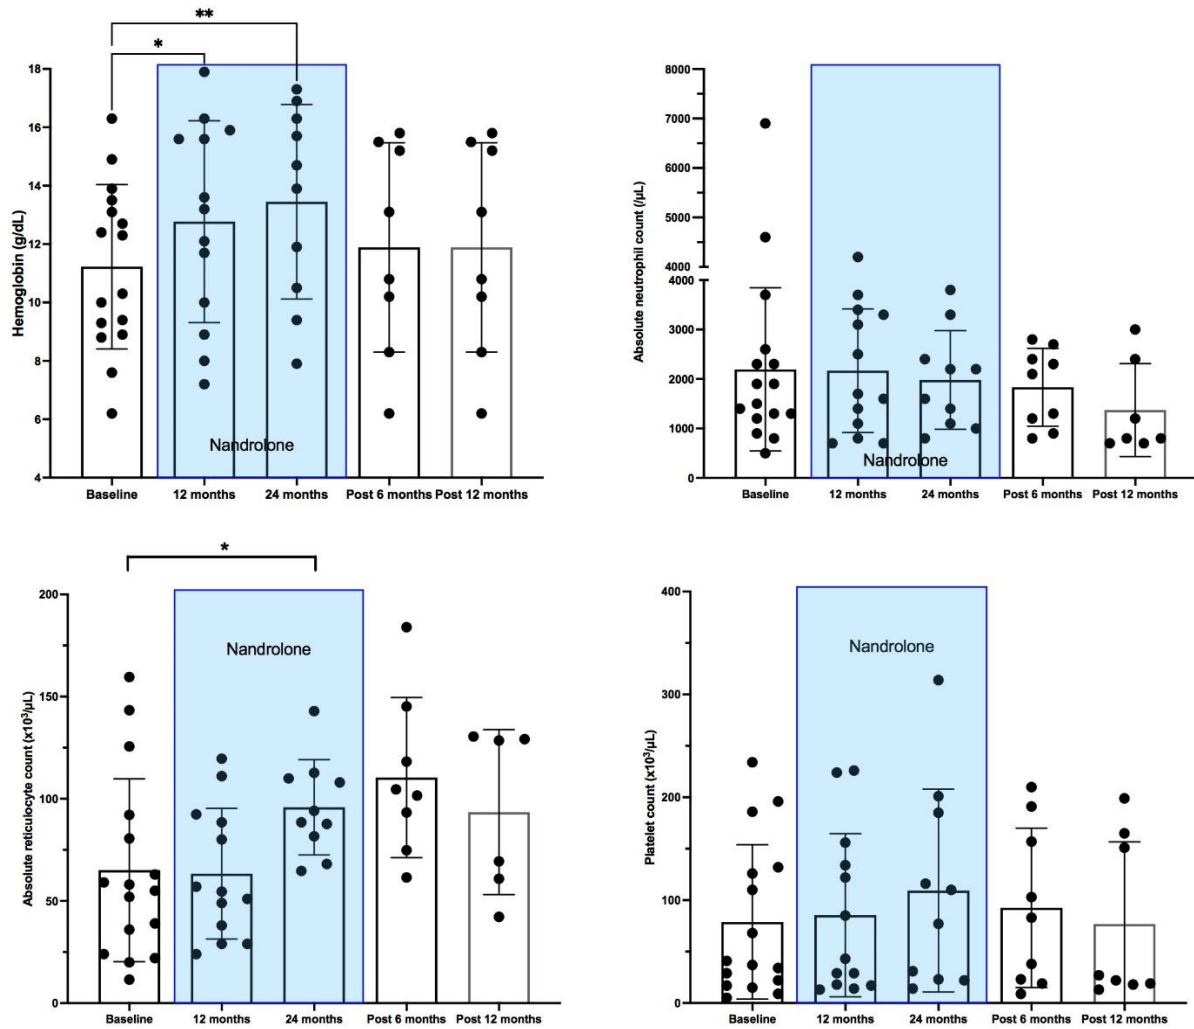 **
*
18
16
14
12
10
8
6
4
Hemoglobin (g/dL)
Nandrolone
Baseline 12 months 24 months Post 6 months Post 12 months
8000
7000
6000
5000
4000
4000
3000
2000
1000
0
Absolute neutrophil count (/µL)
Nandrolone
Baseline 12 months 24 months Post 6 months Post 12 months
*
200
150
100
50
0
Absolute reticulocyte count (x10³/µL)
Nandrolone
Baseline 12 months 24 months Post 6 months Post 12 months
400
300
200
100
0
Platelet count (x10³/µL)
Nandrolone
Baseline 12 months 24 months Post 6 months Post 12 months